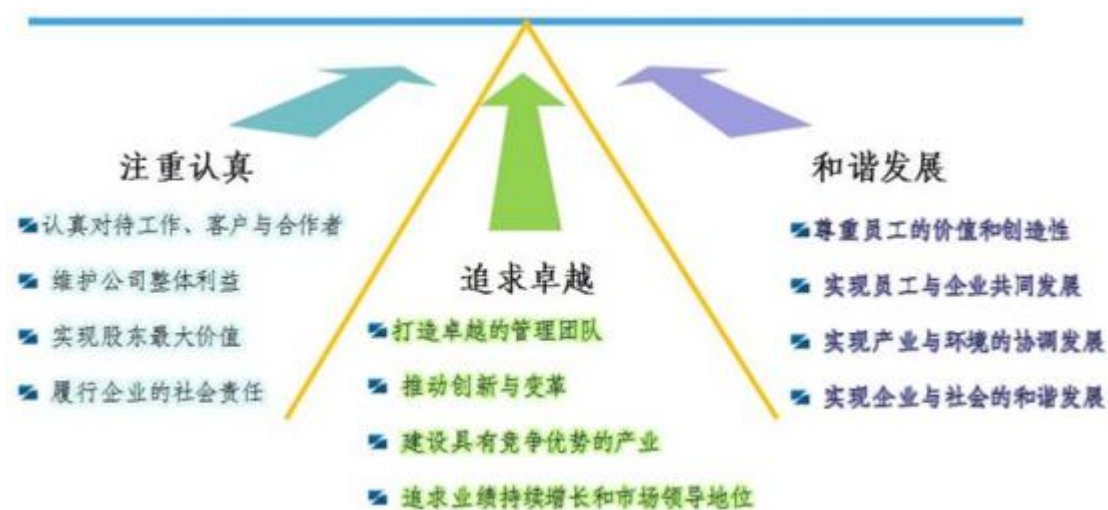 注重认真
认真对待工作、客户与合作者
维护公司整体利益
实现股东最大价值
履行企业的社会责任
追求卓越
打造卓越的管理团队
推动创新与变革
建设具有竞争优势的产业
追求业绩持续增长和市场领导地位
和谐发展
尊重员工的价值和创造性
实现员工与企业共同发展
实现产业与环境的协调发展
实现企业与社会的和谐发展